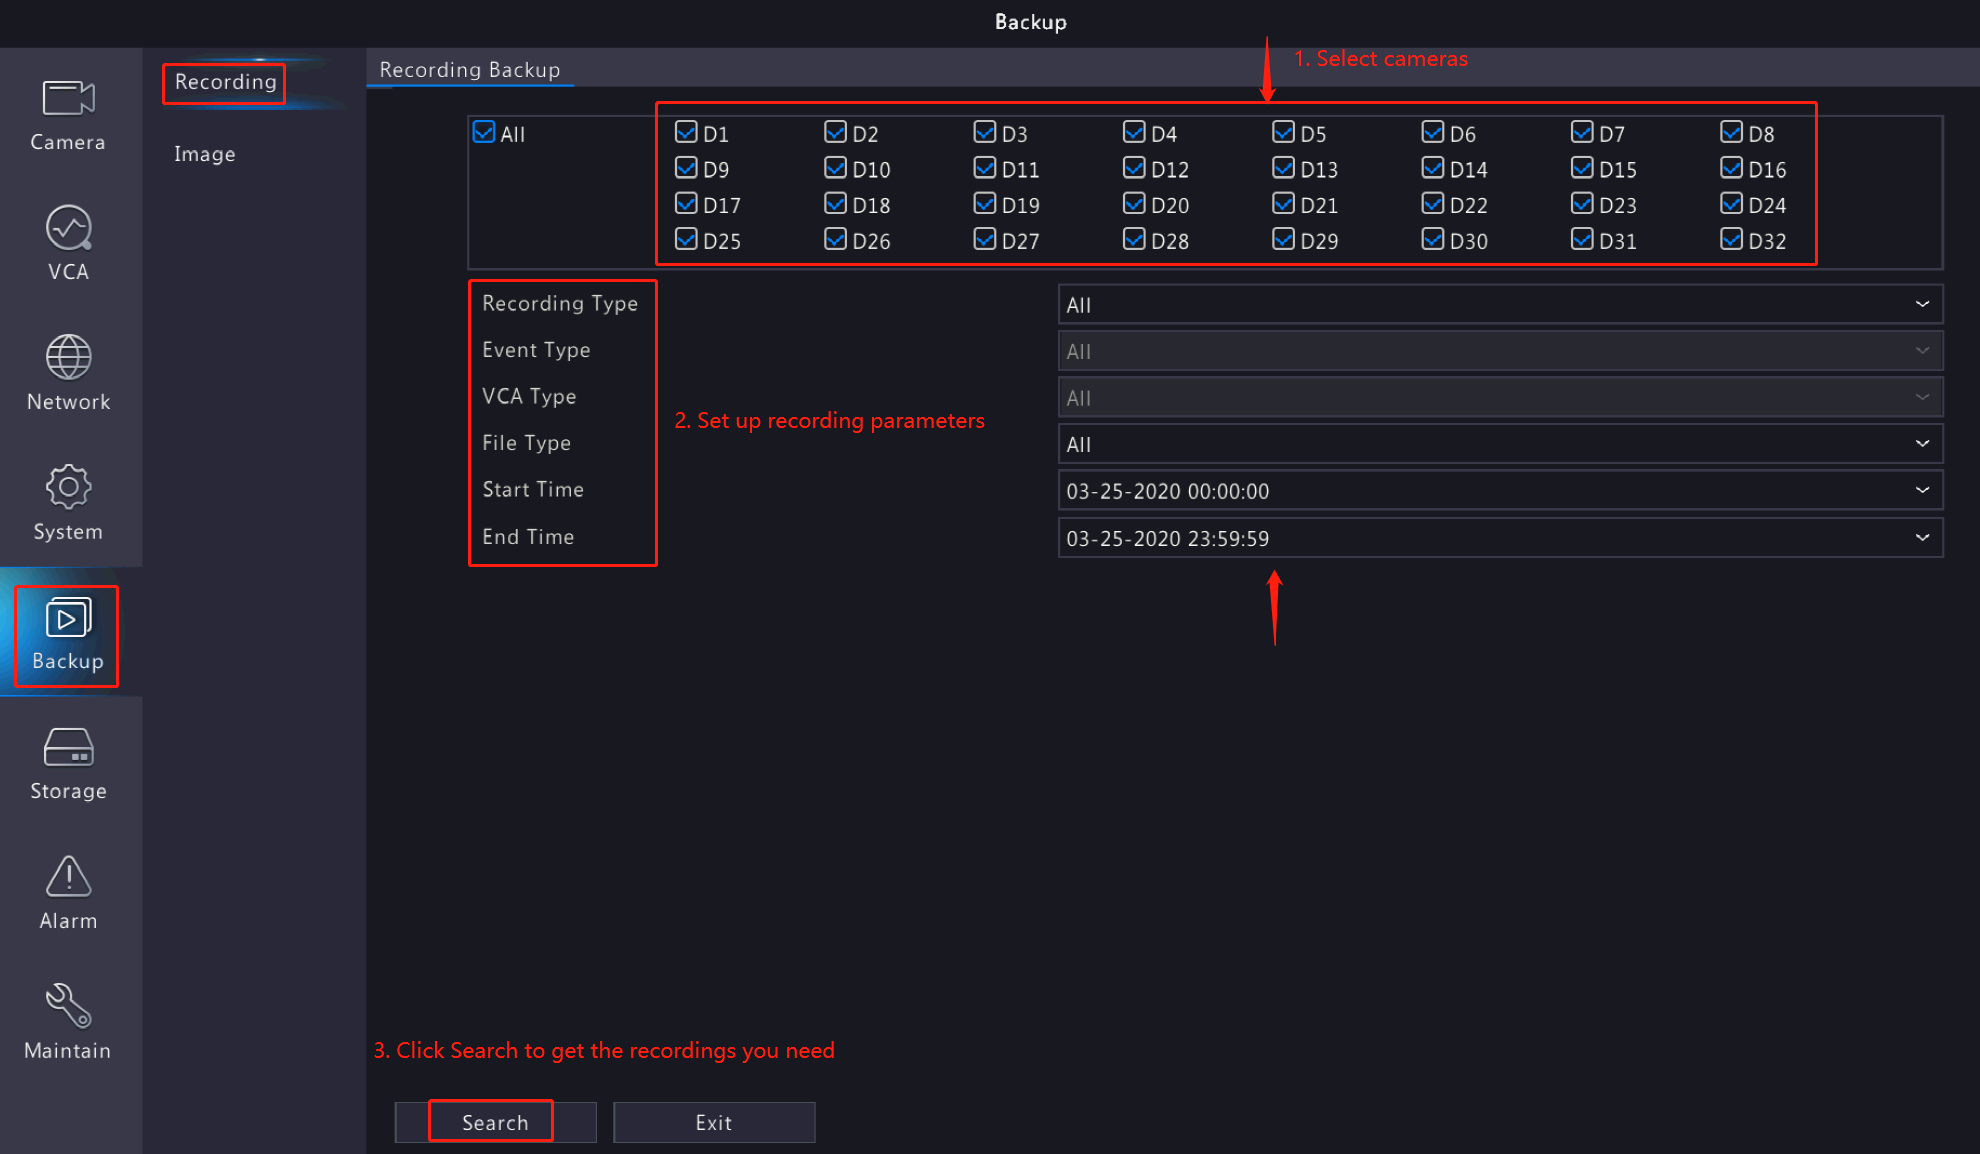 Backup
Camera
VCA
Network
System
Backup
Storage
Alarm
Maintain
Recording
Image
Recording Backup
1. Select cameras
All D1 D2 D3 D4 D5 D6 D7 D8
D9 D10 D11 D12 D13 D14 D15 D16
D17 D18 D19 D20 D21 D22 D23 D24
D25 D26 D27 D28 D29 D30 D31 D32
Recording Type All
Event Type All
VCA Type All
2. Set up recording parameters
File Type All
Start Time 03-25-2020 00:00:00
End Time 03-25-2020 23:59:59
3. Click Search to get the recordings you need
Search Exit